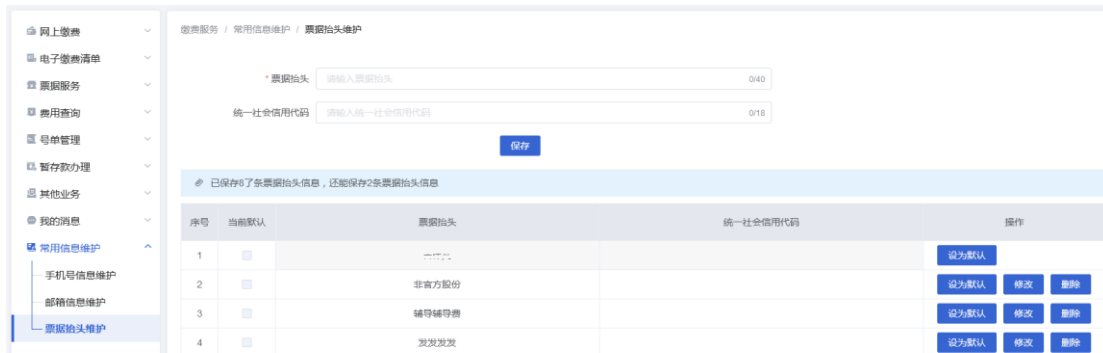 网上缴费
电子缴费清单
票据服务
费用查询
号单管理
暂存款办理
其他业务
我的消息
常用信息维护
手机号信息维护
邮箱信息维护
票据抬头维护
缴费服务 / 常用信息维护 / 票据抬头维护
* 票据抬头 请输入票据抬头 0/40
统一社会信用代码 请输入统一社会信用代码 0/18
保存
已保存8了条票据抬头信息，还能保存2条票据抬头信息
序号 当前默认 票据抬头 统一社会信用代码 操作
1 设为默认
2 非官方股份 设为默认 修改 删除
3 辅导辅导费 设为默认 修改 删除
4 发发发发 设为默认 修改 删除